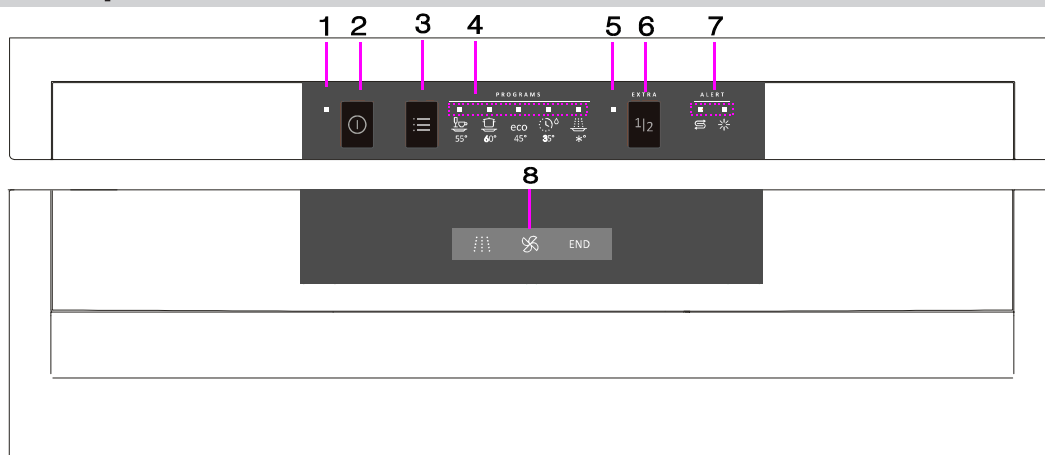 1 2 3 4 5 6 7
PROGRAMS EXTRA ALERT
1|2
eco
55° 60° 45° 35° *°
8
END